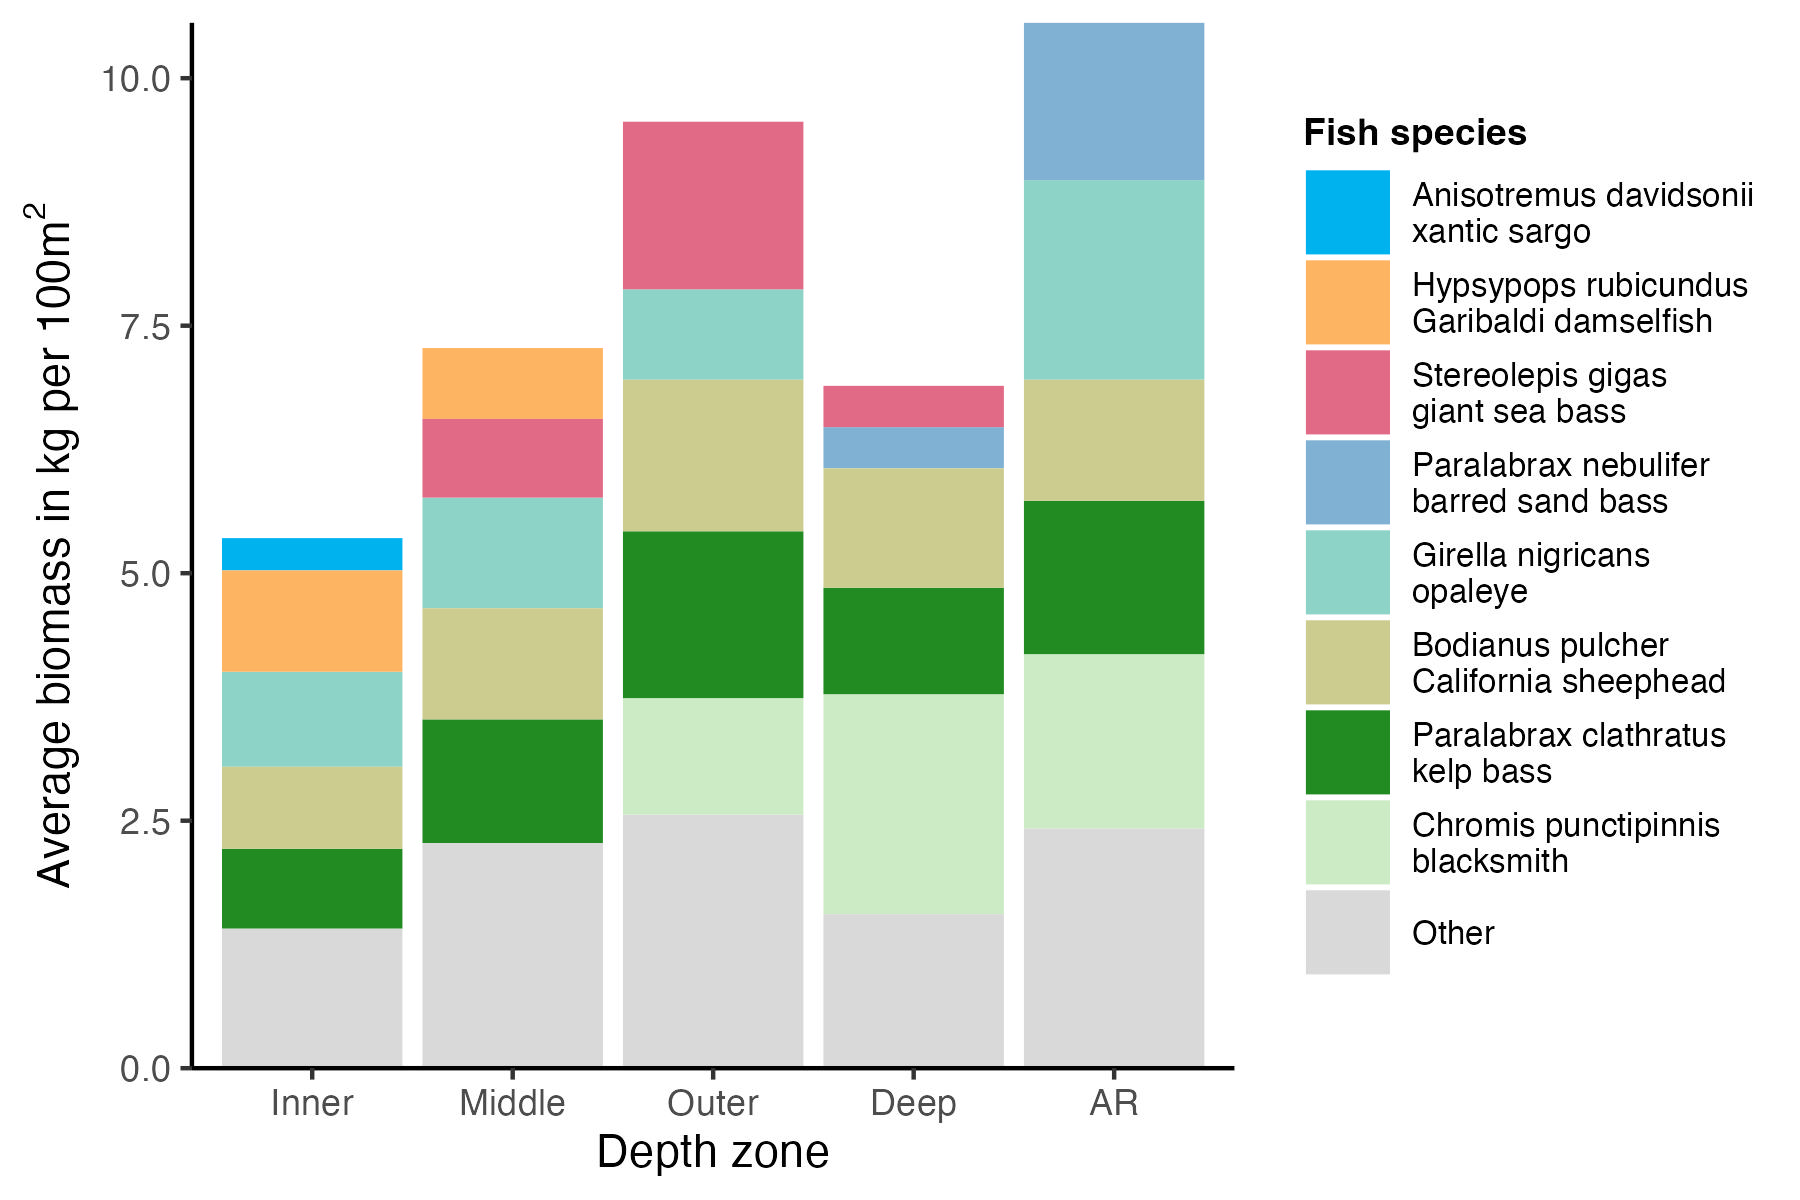 Average biomass in kg per 100m²
10.0
7.5
5.0
2.5
0.0
Inner
Middle
Outer
Deep
AR
Depth zone
Fish species
Anisotremus davidsonii
xantic sargo
Hypsypops rubicundus
Garibaldi damselfish
Stereolepis gigas
giant sea bass
Paralabrax nebulifer
barred sand bass
Girella nigricans
opaleye
Bodianus pulcher
California sheephead
Paralabrax clathratus
kelp bass
Chromis punctipinnis
blacksmith
Other